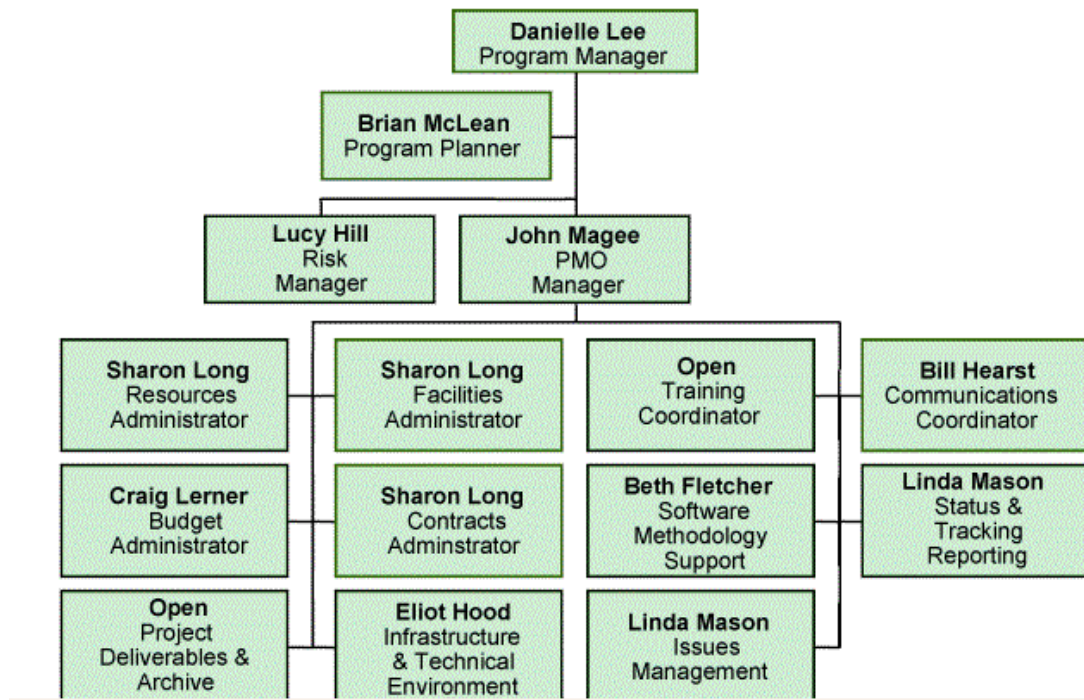 Danielle Lee
Program Manager
Brian McLean
Program Planner
Lucy Hill
Risk
Manager
John Magee
PMO
Manager
Sharon Long
Resources
Administrator
Sharon Long
Facilities
Administrator
Open
Training
Coordinator
Bill Hearst
Communications
Coordinator
Craig Lerner
Budget
Administrator
Sharon Long
Contracts
Adminstrator
Beth Fletcher
Software
Methodology
Support
Linda Mason
Status &
Tracking
Reporting
Open
Project
Deliverables &
Archive
Eliot Hood
Infrastructure
& Technical
Environment
Linda Mason
Issues
Management